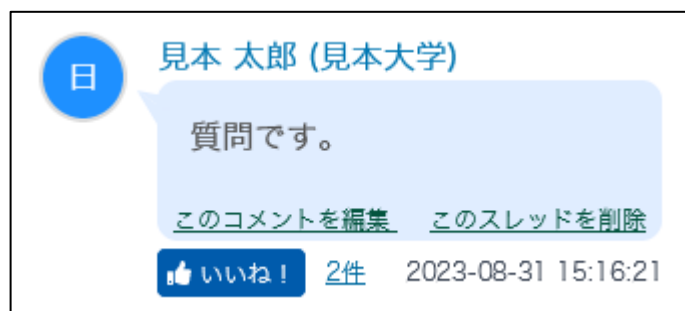 日
見本 太郎 (見本大学)
質問です。
このコメントを編集 このスレッドを削除
いいね！ 2件 2023-08-31 15:16:21